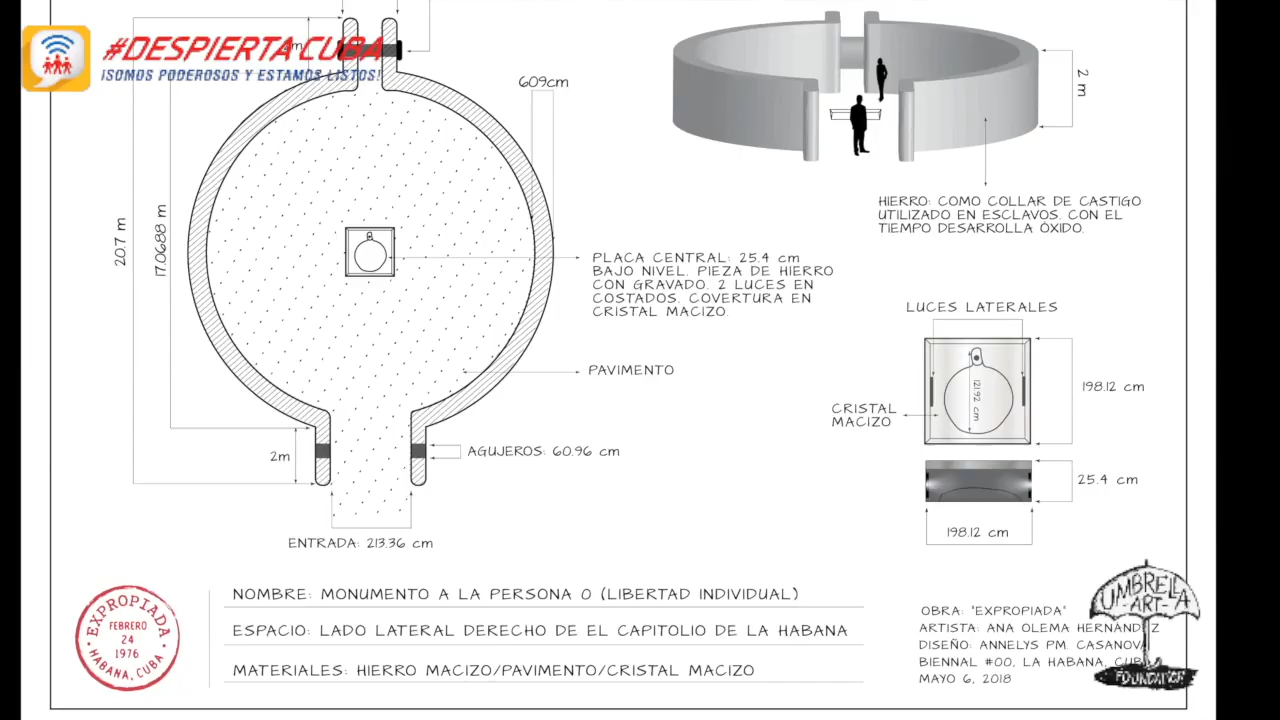 #DESPIERTA CUBA
¡SOMOS PODEROSOS Y ESTAMOS LISTOS!
609cm
2 m
20.7 m
17.0688 m
HIERRO: COMO COLLAR DE CASTIGO
UTILIZADO EN ESCLAVOS. CON EL
TIEMPO DESARROLLA ÓXIDO.
PLACA CENTRAL: 25.4 cm
BAJO NIVEL. PIEZA DE HIERRO
CON GRAVADO. 2 LUCES EN
COSTADOS. COVERTURA EN
CRISTAL MACIZO.
PAVIMENTO
LUCES LATERALES
121.92 cm
198.12 cm
CRISTAL
MACIZO
2m
AGUJEROS: 60.96 cm
25.4 cm
198.12 cm
ENTRADA: 213.36 cm
EXPROPIADA
FEBRERO
24
1976
HABANA, CUBA
NOMBRE: MONUMENTO A LA PERSONA 0 (LIBERTAD INDIVIDUAL)
ESPACIO: LADO LATERAL DERECHO DE EL CAPITOLIO DE LA HABANA
MATERIALES: HIERRO MACIZO/PAVIMENTO/CRISTAL MACIZO
OBRA: "EXPROPIADA"
ARTISTA: ANA OLEMA HERNÁNDEZ
DISEÑO: ANNELYS PM. CASANOVA
BIENNAL #00, LA HABANA, CUBA
MAYO 6, 2018
UMBRELLA
-ART-
FOUNDATION